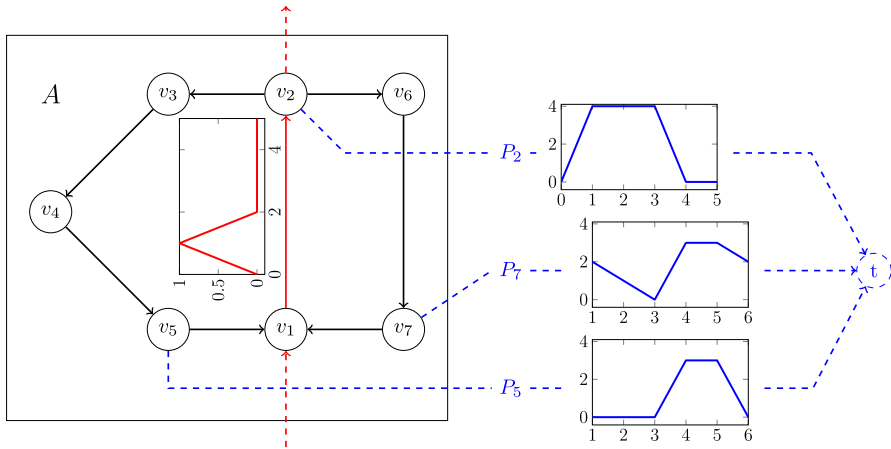 A
v₃
v₂
v₆
v₄
v₅
v₁
v₇
0 2 4
0 0.5 1
P₂
0 2 4
0 1 2 3 4 5
P₇
0 2 4
1 2 3 4 5 6
P₅
0 2 4
1 2 3 4 5 6
t